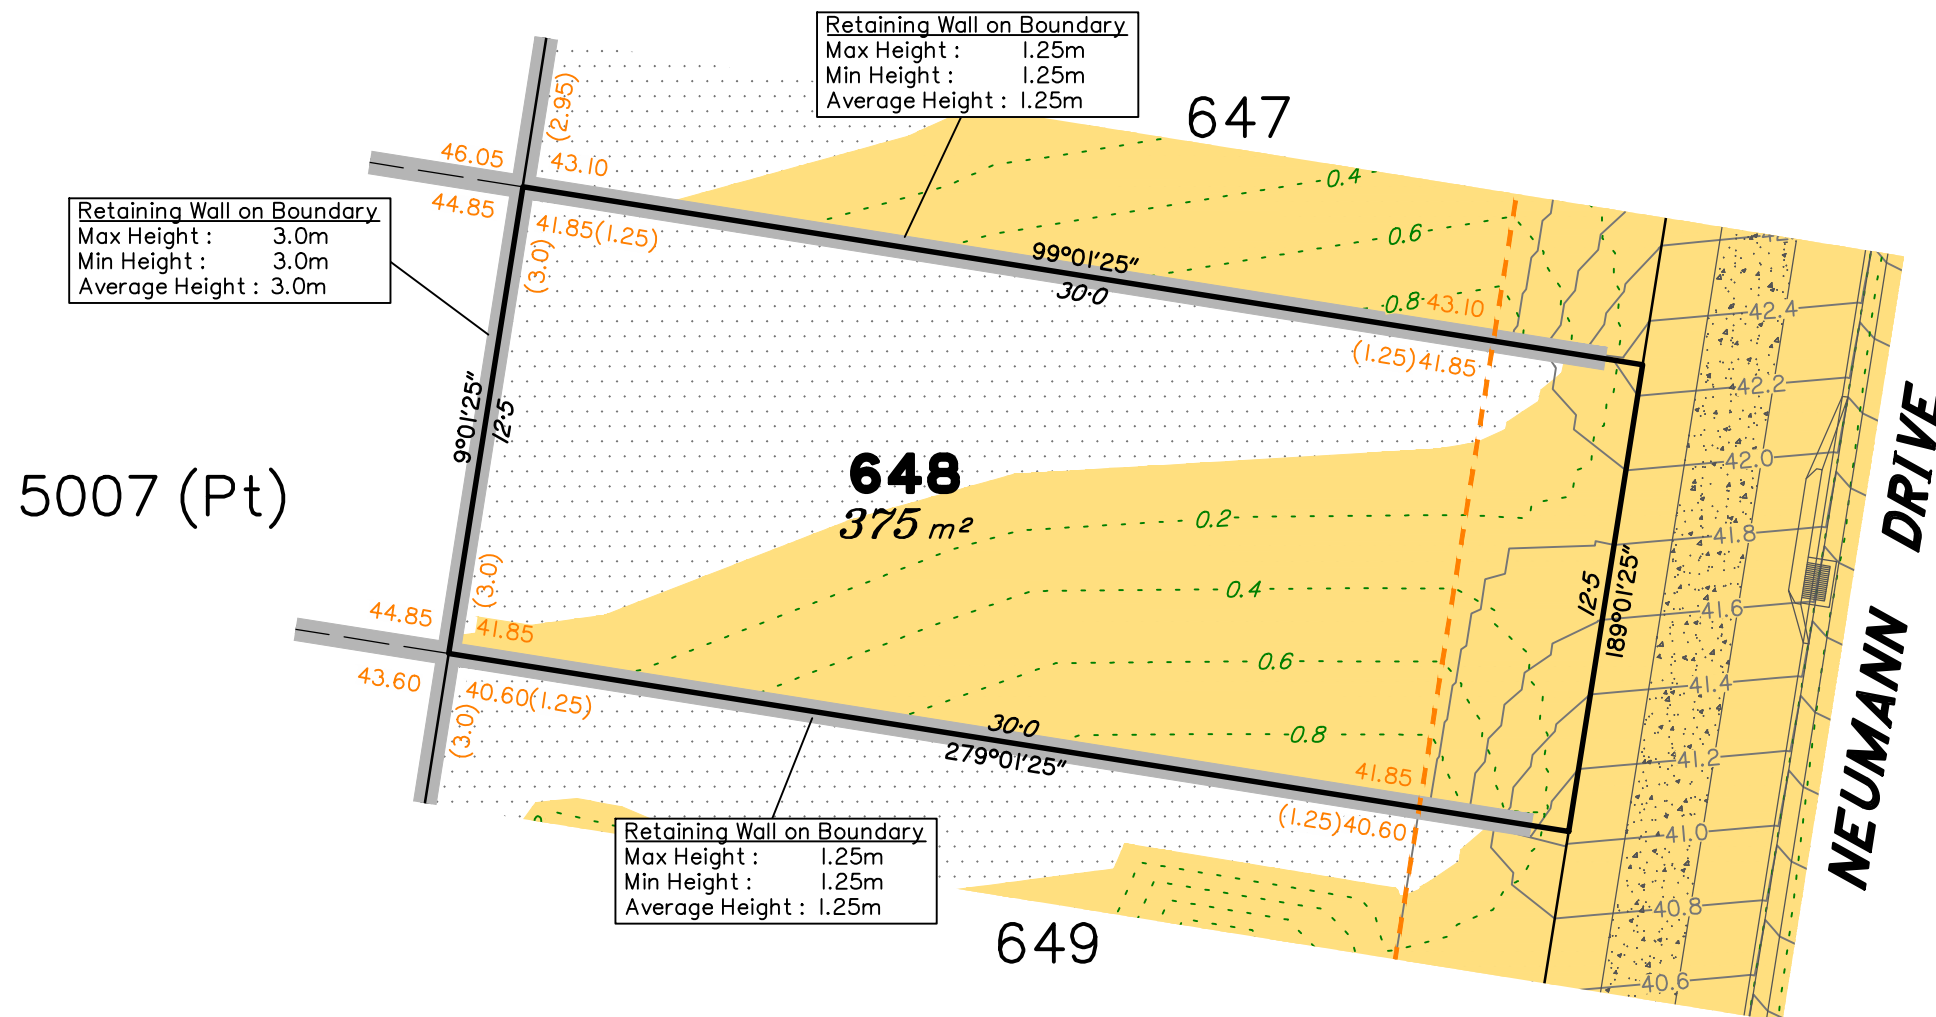 Retaining Wall on Boundary
Max Height : 1.25m
Min Height : 1.25m
Average Height : 1.25m
647
(2.95)
46.05
43.10
44.85
41.85(1.25)
(3.0)
Retaining Wall on Boundary
Max Height : 3.0m
Min Height : 3.0m
Average Height : 3.0m
0.4
0.6
0.8
99°01'25"
30·0
43.10
(1.25)41.85
42.4
42.2
42.0
41.8
41.6
41.4
41.2
41.0
40.8
40.6
9°01'25"
12·5
648
375 m²
5007 (Pt)
0.2
0.4
0.6
0.8
12·5
189°01'25"
NEUMANN DRIVE
(3.0)
44.85
41.85
43.60
40.60(1.25)
(3.0)
30·0
279°01'25"
41.85
(1.25)40.60
Retaining Wall on Boundary
Max Height : 1.25m
Min Height : 1.25m
Average Height : 1.25m
649